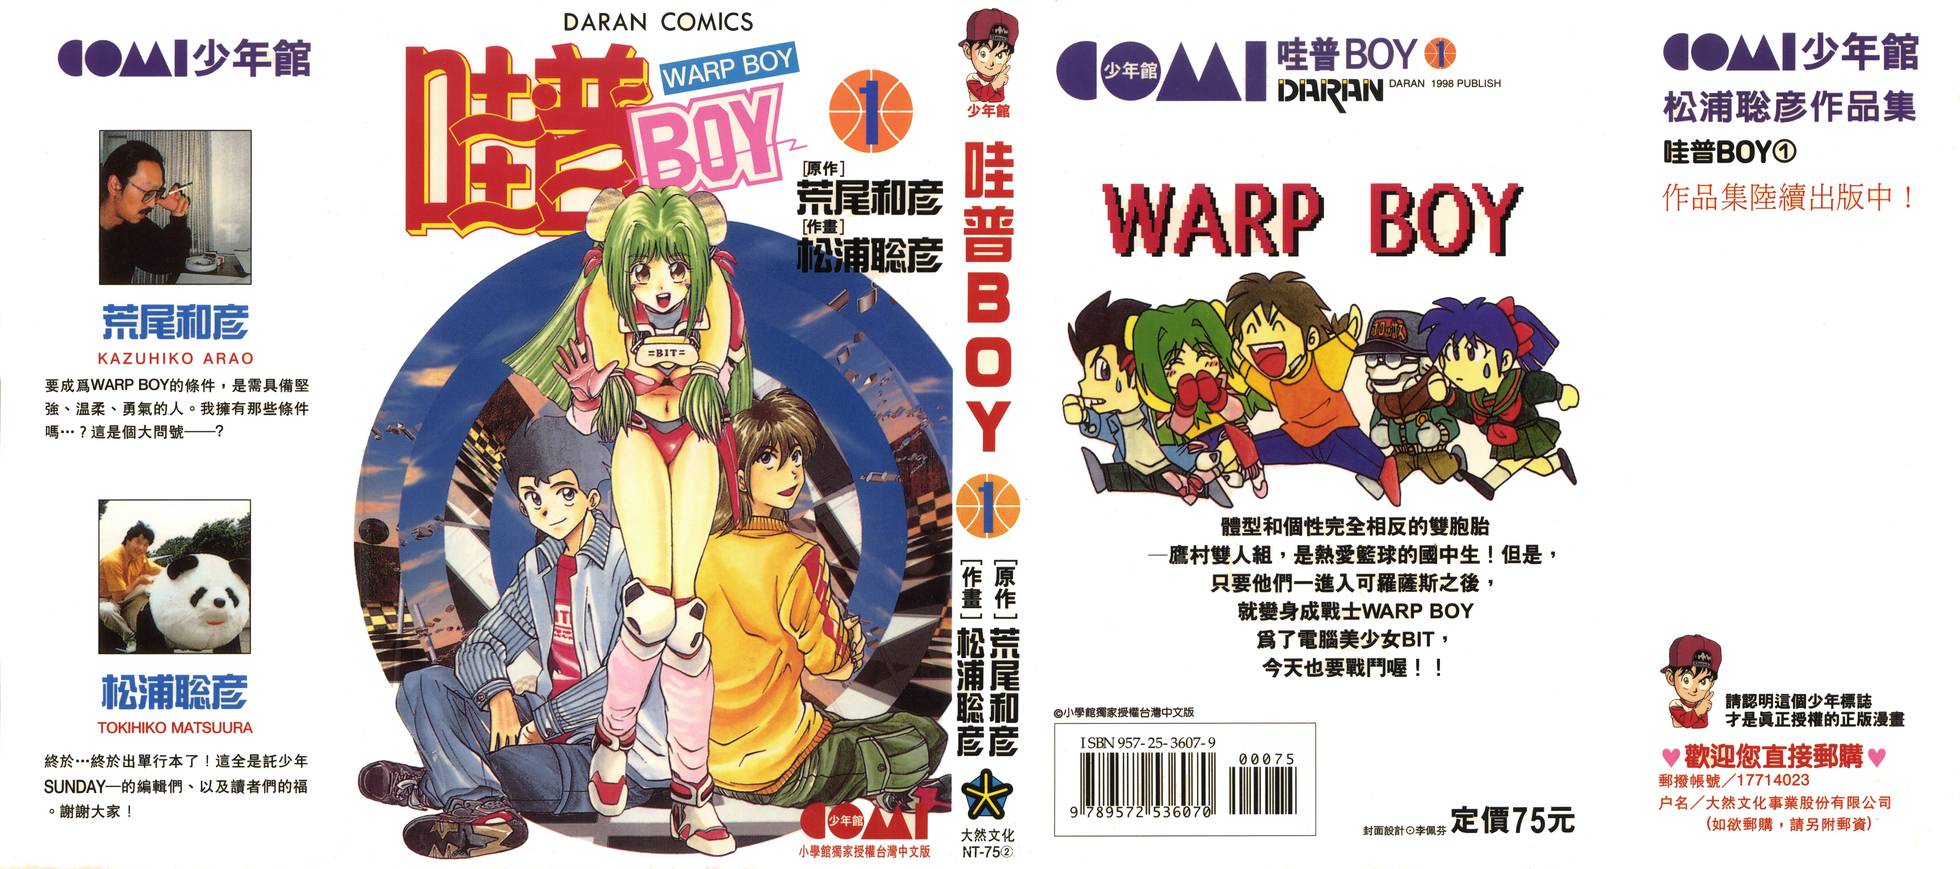 COMI少年館
荒尾和彦
KAZUHIKO ARAO
要成爲WARP BOY的條件，是需具備堅
強、溫柔、勇氣的人。我擁有那些條件
嗎…？這是個大問號——？
松浦聡彦
TOKIHIKO MATSUURA
終於…終於出單行本了！這全是託少年
SUNDAY—的編輯們、以及讀者們的福
。謝謝大家！
DARAN COMICS
哇普
WARP BOY
BOY
1
[原作]
荒尾和彦
[作畫]
松浦聡彦
=BIT=
COMI
少年館
小學館獨家授權台灣中文版
少年館
哇普BOY
1
[原作]荒尾和彦
[作畫]松浦聡彦
大然文化
NT-75②
COMI
少年館
哇普BOY 1
DARAN
DARAN 1998 PUBLISH
WARP BOY
體型和個性完全相反的雙胞胎
—鷹村雙人組，是熱愛籃球的國中生！但是，
只要他們一進入可羅薩斯之後，
就變身成戰士WARP BOY
爲了電腦美少女BIT，
今天也要戰鬥喔！！
©小學館獨家授權台灣中文版
ISBN 957-25-3607-9
00075
9 789572 536070
封面設計⊙李佩芬
定價75元
COMI少年館
松浦聡彦作品集
哇普BOY①
作品集陸續出版中！
請認明這個少年標誌
才是眞正授權的正版漫畫
♥歡迎您直接郵購♥
郵撥帳號／17714023
户名／大然文化事業股份有限公司
（如欲郵購，請另附郵資）